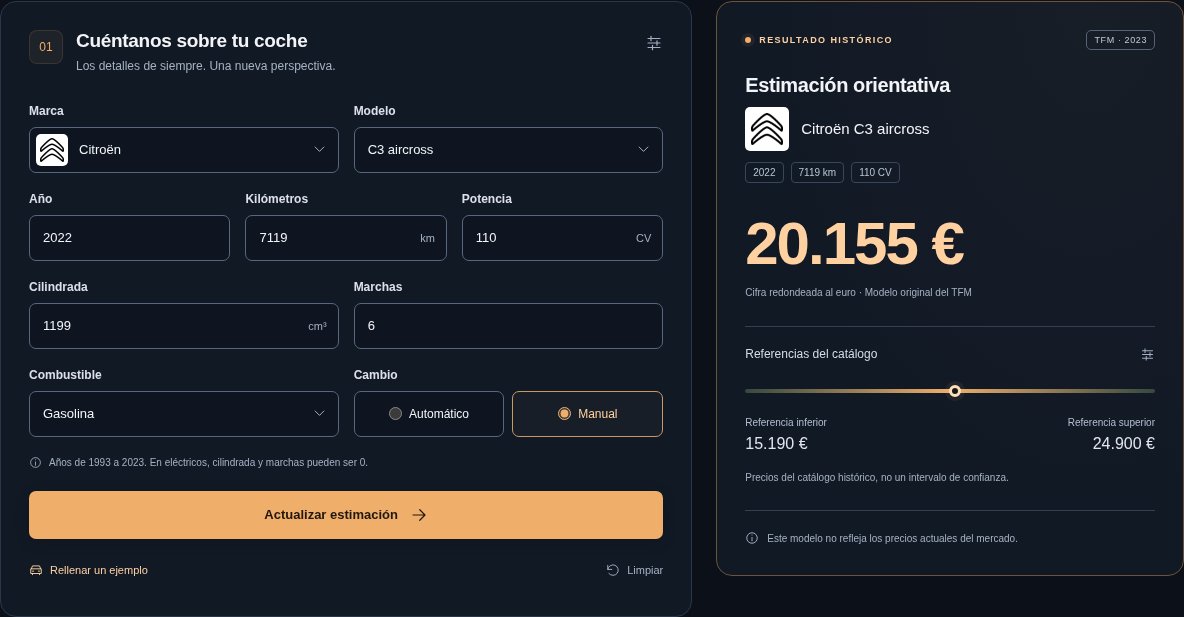 01
Cuéntanos sobre tu coche
Los detalles de siempre. Una nueva perspectiva.
Marca
Modelo
Citroën
C3 aircross
Año
Kilómetros
Potencia
2022
7119 km
110 CV
Cilindrada
Marchas
1199 cm³
6
Combustible
Cambio
Gasolina
Automático
Manual
Años de 1993 a 2023. En eléctricos, cilindrada y marchas pueden ser 0.
Actualizar estimación
Rellenar un ejemplo
Limpiar
RESULTADO HISTÓRICO
TFM · 2023
Estimación orientativa
Citroën C3 aircross
2022
7119 km
110 CV
20.155 €
Cifra redondeada al euro · Modelo original del TFM
Referencias del catálogo
Referencia inferior
Referencia superior
15.190 €
24.900 €
Precios del catálogo histórico, no un intervalo de confianza.
Este modelo no refleja los precios actuales del mercado.